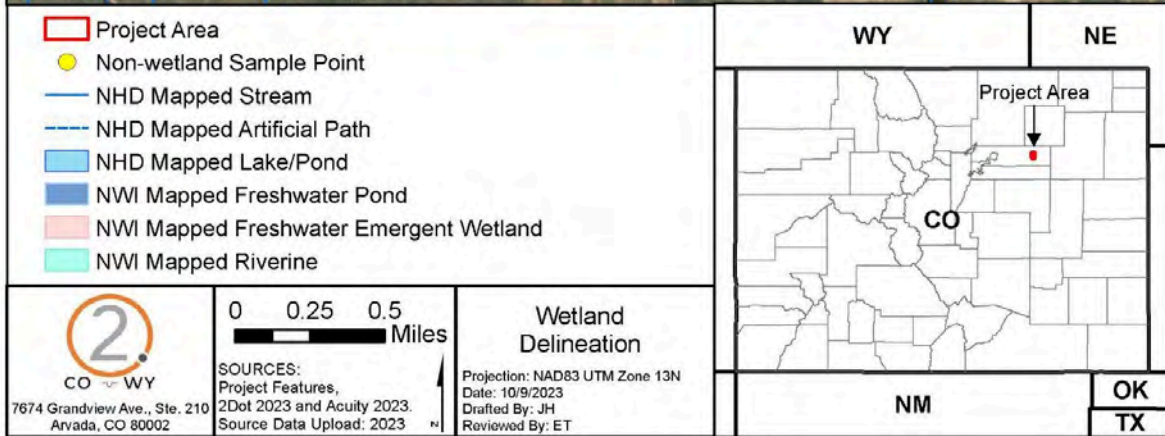 Project Area
Non-wetland Sample Point
NHD Mapped Stream
NHD Mapped Artificial Path
NHD Mapped Lake/Pond
NWI Mapped Freshwater Pond
NWI Mapped Freshwater Emergent Wetland
NWI Mapped Riverine
2.
CO WY
7674 Grandview Ave., Ste. 210
Arvada, CO 80002
0 0.25 0.5
Miles
SOURCES:
Project Features,
2Dot 2023 and Acuity 2023.
Source Data Upload: 2023
N
Wetland
Delineation
Projection: NAD83 UTM Zone 13N
Date: 10/9/2023
Drafted By: JH
Reviewed By: ET
WY
NE
Project Area
CO
NM
OK
TX